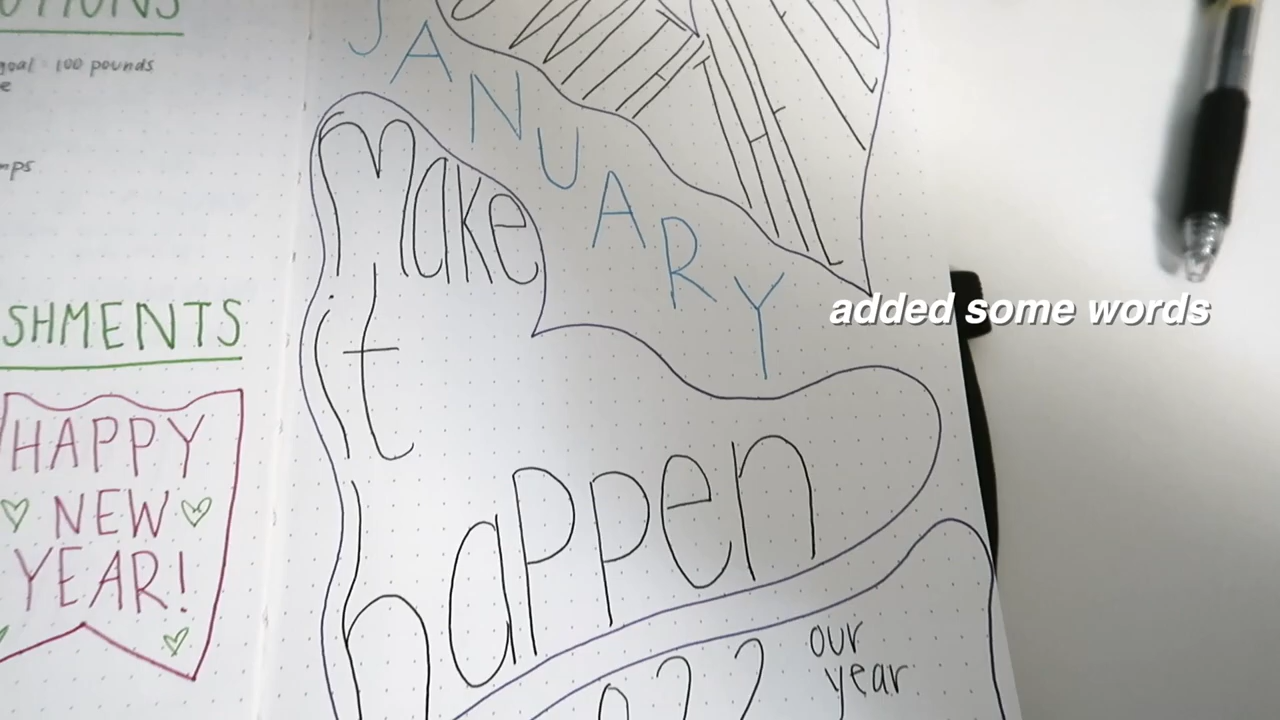 goal: 100 pounds
SHMENTS
HAPPY
NEW
YEAR!
JANUARY
Make
it
happen
our
year
added some words